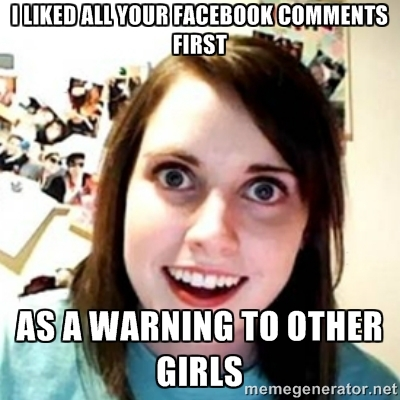 I LIKED ALL YOUR FACEBOOK COMMENTS
FIRST
AS A WARNING TO OTHER
GIRLS
memegenerator.net